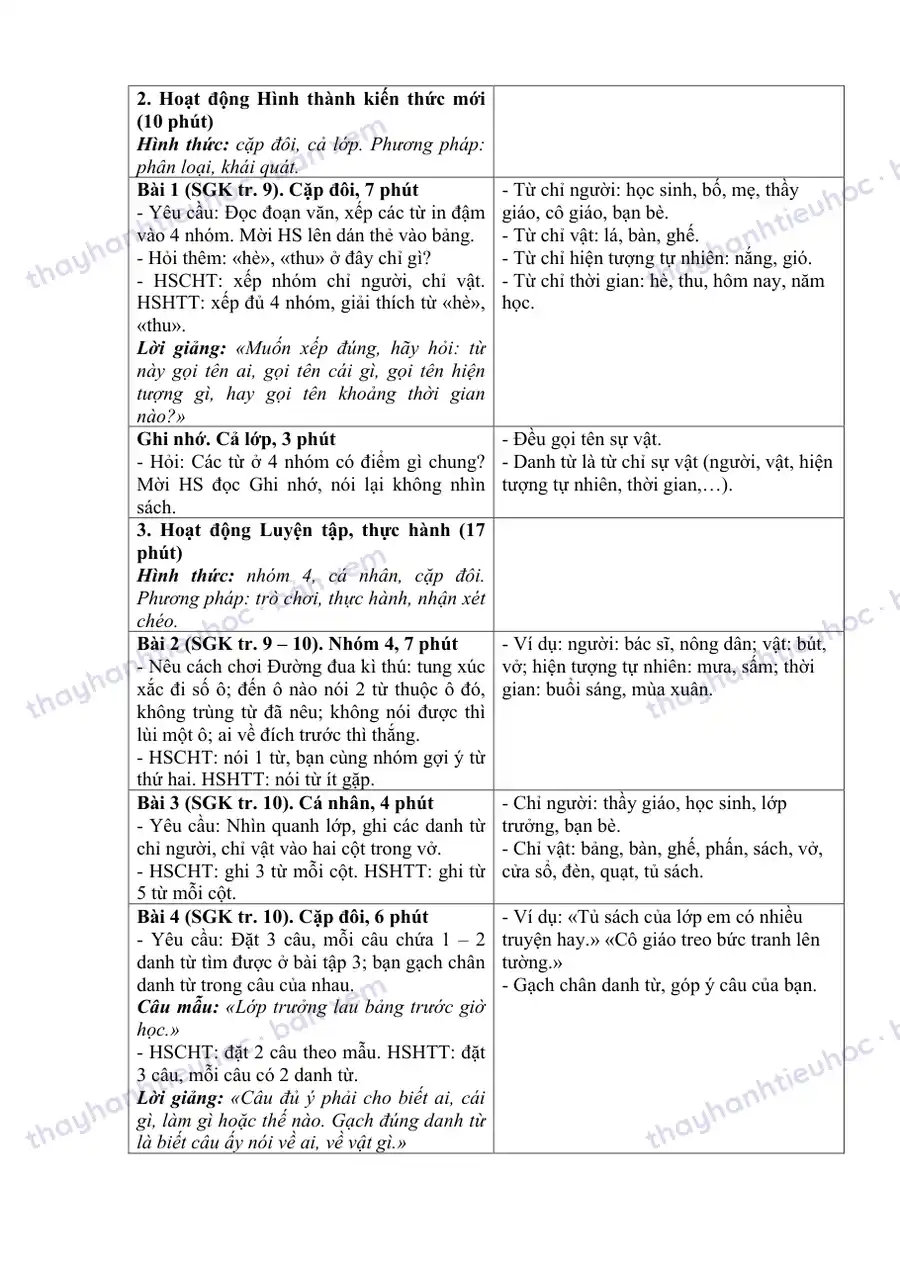 2. Hoạt động Hình thành kiến thức mới
(10 phút)
Hình thức: cặp đôi, cả lớp. Phương pháp:
phân loại, khái quát.
Bài 1 (SGK tr. 9). Cặp đôi, 7 phút
- Yêu cầu: Đọc đoạn văn, xếp các từ in đậm
vào 4 nhóm. Mời HS lên dán thẻ vào bảng.
- Hỏi thêm: «hè», «thu» ở đây chỉ gì?
- HSCHT: xếp nhóm chỉ người, chỉ vật.
HSHTT: xếp đủ 4 nhóm, giải thích từ «hè»,
«thu».
Lời giảng: «Muốn xếp đúng, hãy hỏi: từ
này gọi tên ai, gọi tên cái gì, gọi tên hiện
tượng gì, hay gọi tên khoảng thời gian
nào?»
- Từ chỉ người: học sinh, bố, mẹ, thầy
giáo, cô giáo, bạn bè.
- Từ chỉ vật: lá, bàn, ghế.
- Từ chỉ hiện tượng tự nhiên: nắng, gió.
- Từ chỉ thời gian: hè, thu, hôm nay, năm
học.
Ghi nhớ. Cả lớp, 3 phút
- Hỏi: Các từ ở 4 nhóm có điểm gì chung?
Mời HS đọc Ghi nhớ, nói lại không nhìn
sách.
- Đều gọi tên sự vật.
- Danh từ là từ chỉ sự vật (người, vật, hiện
tượng tự nhiên, thời gian,…).
3. Hoạt động Luyện tập, thực hành (17
phút)
Hình thức: nhóm 4, cá nhân, cặp đôi.
Phương pháp: trò chơi, thực hành, nhận xét
chéo.
Bài 2 (SGK tr. 9 – 10). Nhóm 4, 7 phút
- Nêu cách chơi Đường đua kì thú: tung xúc
xắc đi số ô; đến ô nào nói 2 từ thuộc ô đó,
không trùng từ đã nêu; không nói được thì
lùi một ô; ai về đích trước thì thắng.
- HSCHT: nói 1 từ, bạn cùng nhóm gợi ý từ
thứ hai. HSHTT: nói từ ít gặp.
- Ví dụ: người: bác sĩ, nông dân; vật: bút,
vở; hiện tượng tự nhiên: mưa, sấm; thời
gian: buổi sáng, mùa xuân.
Bài 3 (SGK tr. 10). Cá nhân, 4 phút
- Yêu cầu: Nhìn quanh lớp, ghi các danh từ
chỉ người, chỉ vật vào hai cột trong vở.
- HSCHT: ghi 3 từ mỗi cột. HSHTT: ghi từ
5 từ mỗi cột.
- Chỉ người: thầy giáo, học sinh, lớp
trưởng, bạn bè.
- Chỉ vật: bảng, bàn, ghế, phấn, sách, vở,
cửa sổ, đèn, quạt, tủ sách.
Bài 4 (SGK tr. 10). Cặp đôi, 6 phút
- Yêu cầu: Đặt 3 câu, mỗi câu chứa 1 – 2
danh từ tìm được ở bài tập 3; bạn gạch chân
danh từ trong câu của nhau.
Câu mẫu: «Lớp trưởng lau bảng trước giờ
học.»
- HSCHT: đặt 2 câu theo mẫu. HSHTT: đặt
3 câu, mỗi câu có 2 danh từ.
Lời giảng: «Câu đủ ý phải cho biết ai, cái
gì, làm gì hoặc thế nào. Gạch đúng danh từ
là biết câu ấy nói về ai, về vật gì.»
- Ví dụ: «Tủ sách của lớp em có nhiều
truyện hay.» «Cô giáo treo bức tranh lên
tường.»
- Gạch chân danh từ, góp ý câu của bạn.
thayhanhtieuhoc · bản xem
thayhanhtieuhoc · b
thayhanhtieuhoc · bản xem
thayhanhtieuhoc · b
thayhanhtieuhoc · bản xem
thayhanhtieuhoc · b